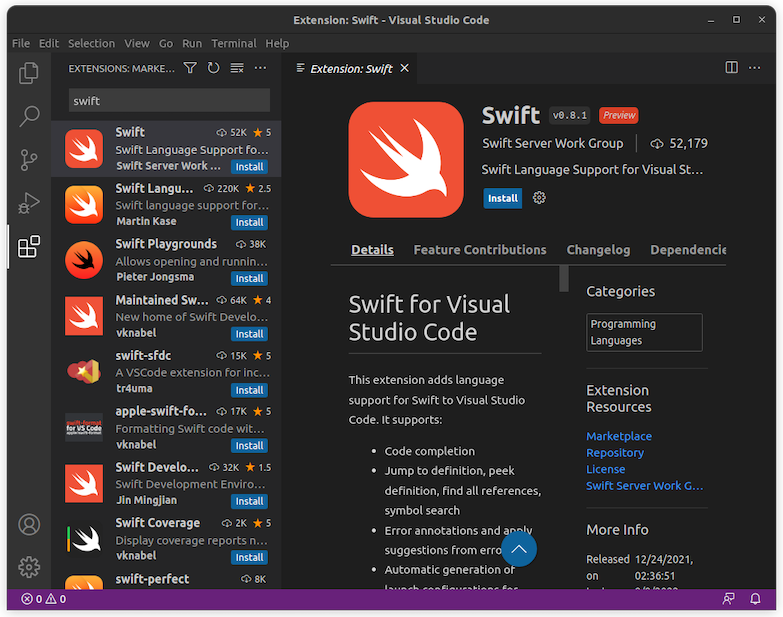 Extension: Swift - Visual Studio Code
File Edit Selection View Go Run Terminal Help
EXTENSIONS: MARKE...
swift
Swift 52K 5
Swift Language Support fo...
Swift Server Work ... Install
Swift Langu... 220K 2.5
Swift language support for...
Martin Kase Install
Swift Playgrounds 38K
Allows opening and runnin...
Pieter Jongsma Install
Maintained Sw... 64K 4
New home of Swift Develo...
vknabel Install
swift-sfdc 15K 5
A VSCode extension for inc...
tr4uma Install
apple-swift-fo... 17K 5
Formatting Swift code wit...
vknabel Install
swift-format
for VS Code
Swift Develo... 32K 1.5
Swift Development Enviro...
Jin Mingjian Install
Swift Coverage 2K 5
Display coverage reports n...
vknabel Install
swift-perfect 8K
Extension: Swift
Swift v0.8.1 Preview
Swift Server Work Group 52,179
Swift Language Support for Visual St...
Install
Details Feature Contributions Changelog Dependencie
Swift for Visual
Studio Code
This extension adds language
support for Swift to Visual Studio
Code. It supports:
• Code completion
• Jump to definition, peek
definition, find all references,
symbol search
• Error annotations and apply
suggestions from erro
• Automatic generation of
launch configurations for
Categories
Programming
Languages
Extension
Resources
Marketplace
Repository
License
Swift Server Work G...
More Info
Released 12/24/2021,
on 02:36:51
0 0